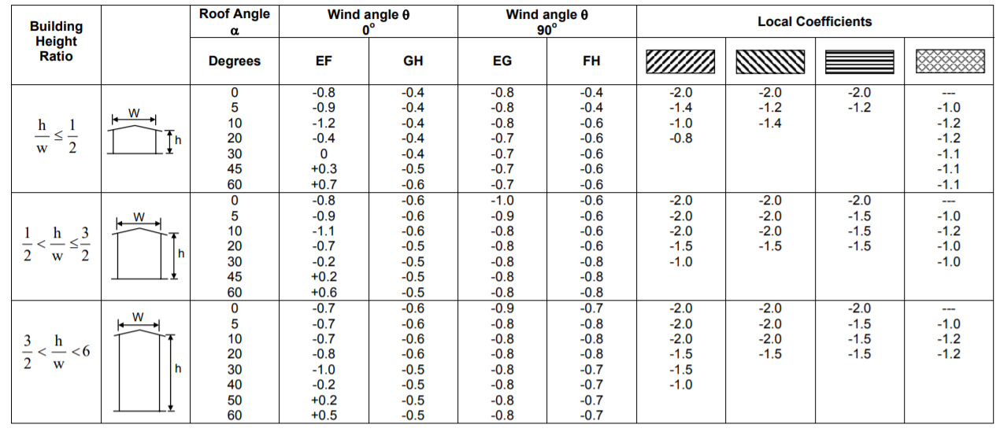 Building Height Ratio Roof Angle α Wind angle θ 0° Wind angle θ 90° Local Coefficients
Degrees EF GH EG FH
h/w ≤ 1/2
W
h
0 -0.8 -0.4 -0.8 -0.4 -2.0 -2.0 -2.0 ---
5 -0.9 -0.4 -0.8 -0.4 -1.4 -1.2 -1.2 -1.0
10 -1.2 -0.4 -0.8 -0.6 -1.0 -1.4 -1.2
20 -0.4 -0.4 -0.7 -0.6 -0.8 -1.2
30 0 -0.4 -0.7 -0.6 -1.1
45 +0.3 -0.5 -0.7 -0.6 -1.1
60 +0.7 -0.6 -0.7 -0.6 -1.1
1/2 < h/w ≤ 3/2
W
h
0 -0.8 -0.6 -1.0 -0.6 -2.0 -2.0 -2.0 ---
5 -0.9 -0.6 -0.9 -0.6 -2.0 -2.0 -1.5 -1.0
10 -1.1 -0.6 -0.8 -0.6 -2.0 -2.0 -1.5 -1.2
20 -0.7 -0.5 -0.8 -0.6 -1.5 -1.5 -1.5 -1.0
30 -0.2 -0.5 -0.8 -0.8 -1.0 -1.0
45 +0.2 -0.5 -0.8 -0.8
60 +0.6 -0.5 -0.8 -0.8
3/2 < h/w < 6
W
h
0 -0.7 -0.6 -0.9 -0.7 -2.0 -2.0 -2.0 ---
5 -0.7 -0.6 -0.8 -0.8 -2.0 -2.0 -1.5 -1.0
10 -0.7 -0.6 -0.8 -0.8 -2.0 -2.0 -1.5 -1.2
20 -0.8 -0.6 -0.8 -0.8 -1.5 -1.5 -1.5 -1.2
30 -1.0 -0.5 -0.8 -0.7 -1.5
40 -0.2 -0.5 -0.8 -0.7 -1.0
50 +0.2 -0.5 -0.8 -0.7
60 +0.5 -0.5 -0.8 -0.7